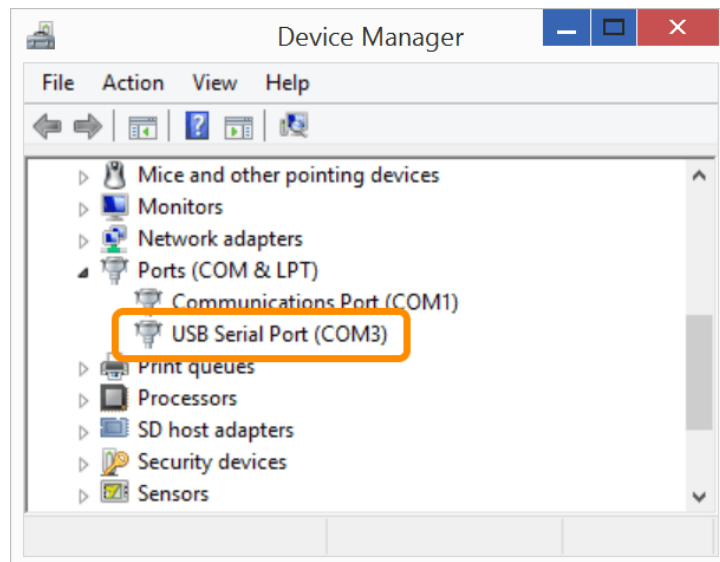 Device Manager
File Action View Help
Mice and other pointing devices
Monitors
Network adapters
Ports (COM & LPT)
Communications Port (COM1)
USB Serial Port (COM3)
Print queues
Processors
SD host adapters
Security devices
Sensors